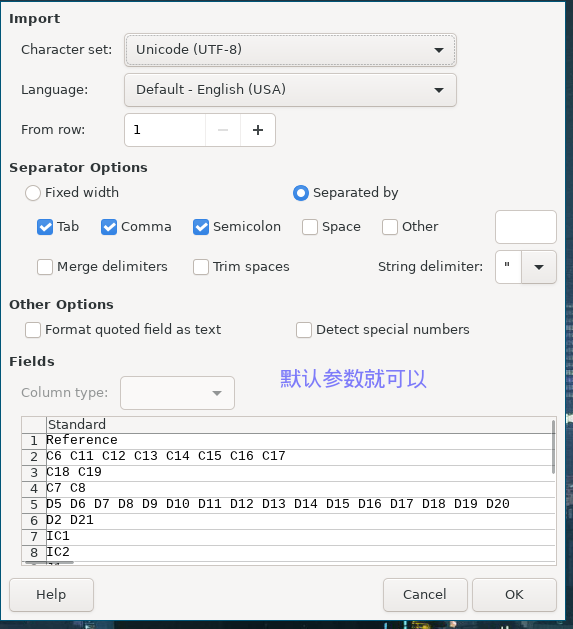 Import
Character set: Unicode (UTF-8)
Language: Default - English (USA)
From row: 1 − +
Separator Options
Fixed width Separated by
Tab Comma Semicolon Space Other
Merge delimiters Trim spaces String delimiter: "
Other Options
Format quoted field as text Detect special numbers
Fields
默认参数就可以
Column type:
Standard
1 Reference
2 C6 C11 C12 C13 C14 C15 C16 C17
3 C18 C19
4 C7 C8
5 D5 D6 D7 D8 D9 D10 D11 D12 D13 D14 D15 D16 D17 D18 D19 D20
6 D2 D21
7 IC1
8 IC2
Help Cancel OK